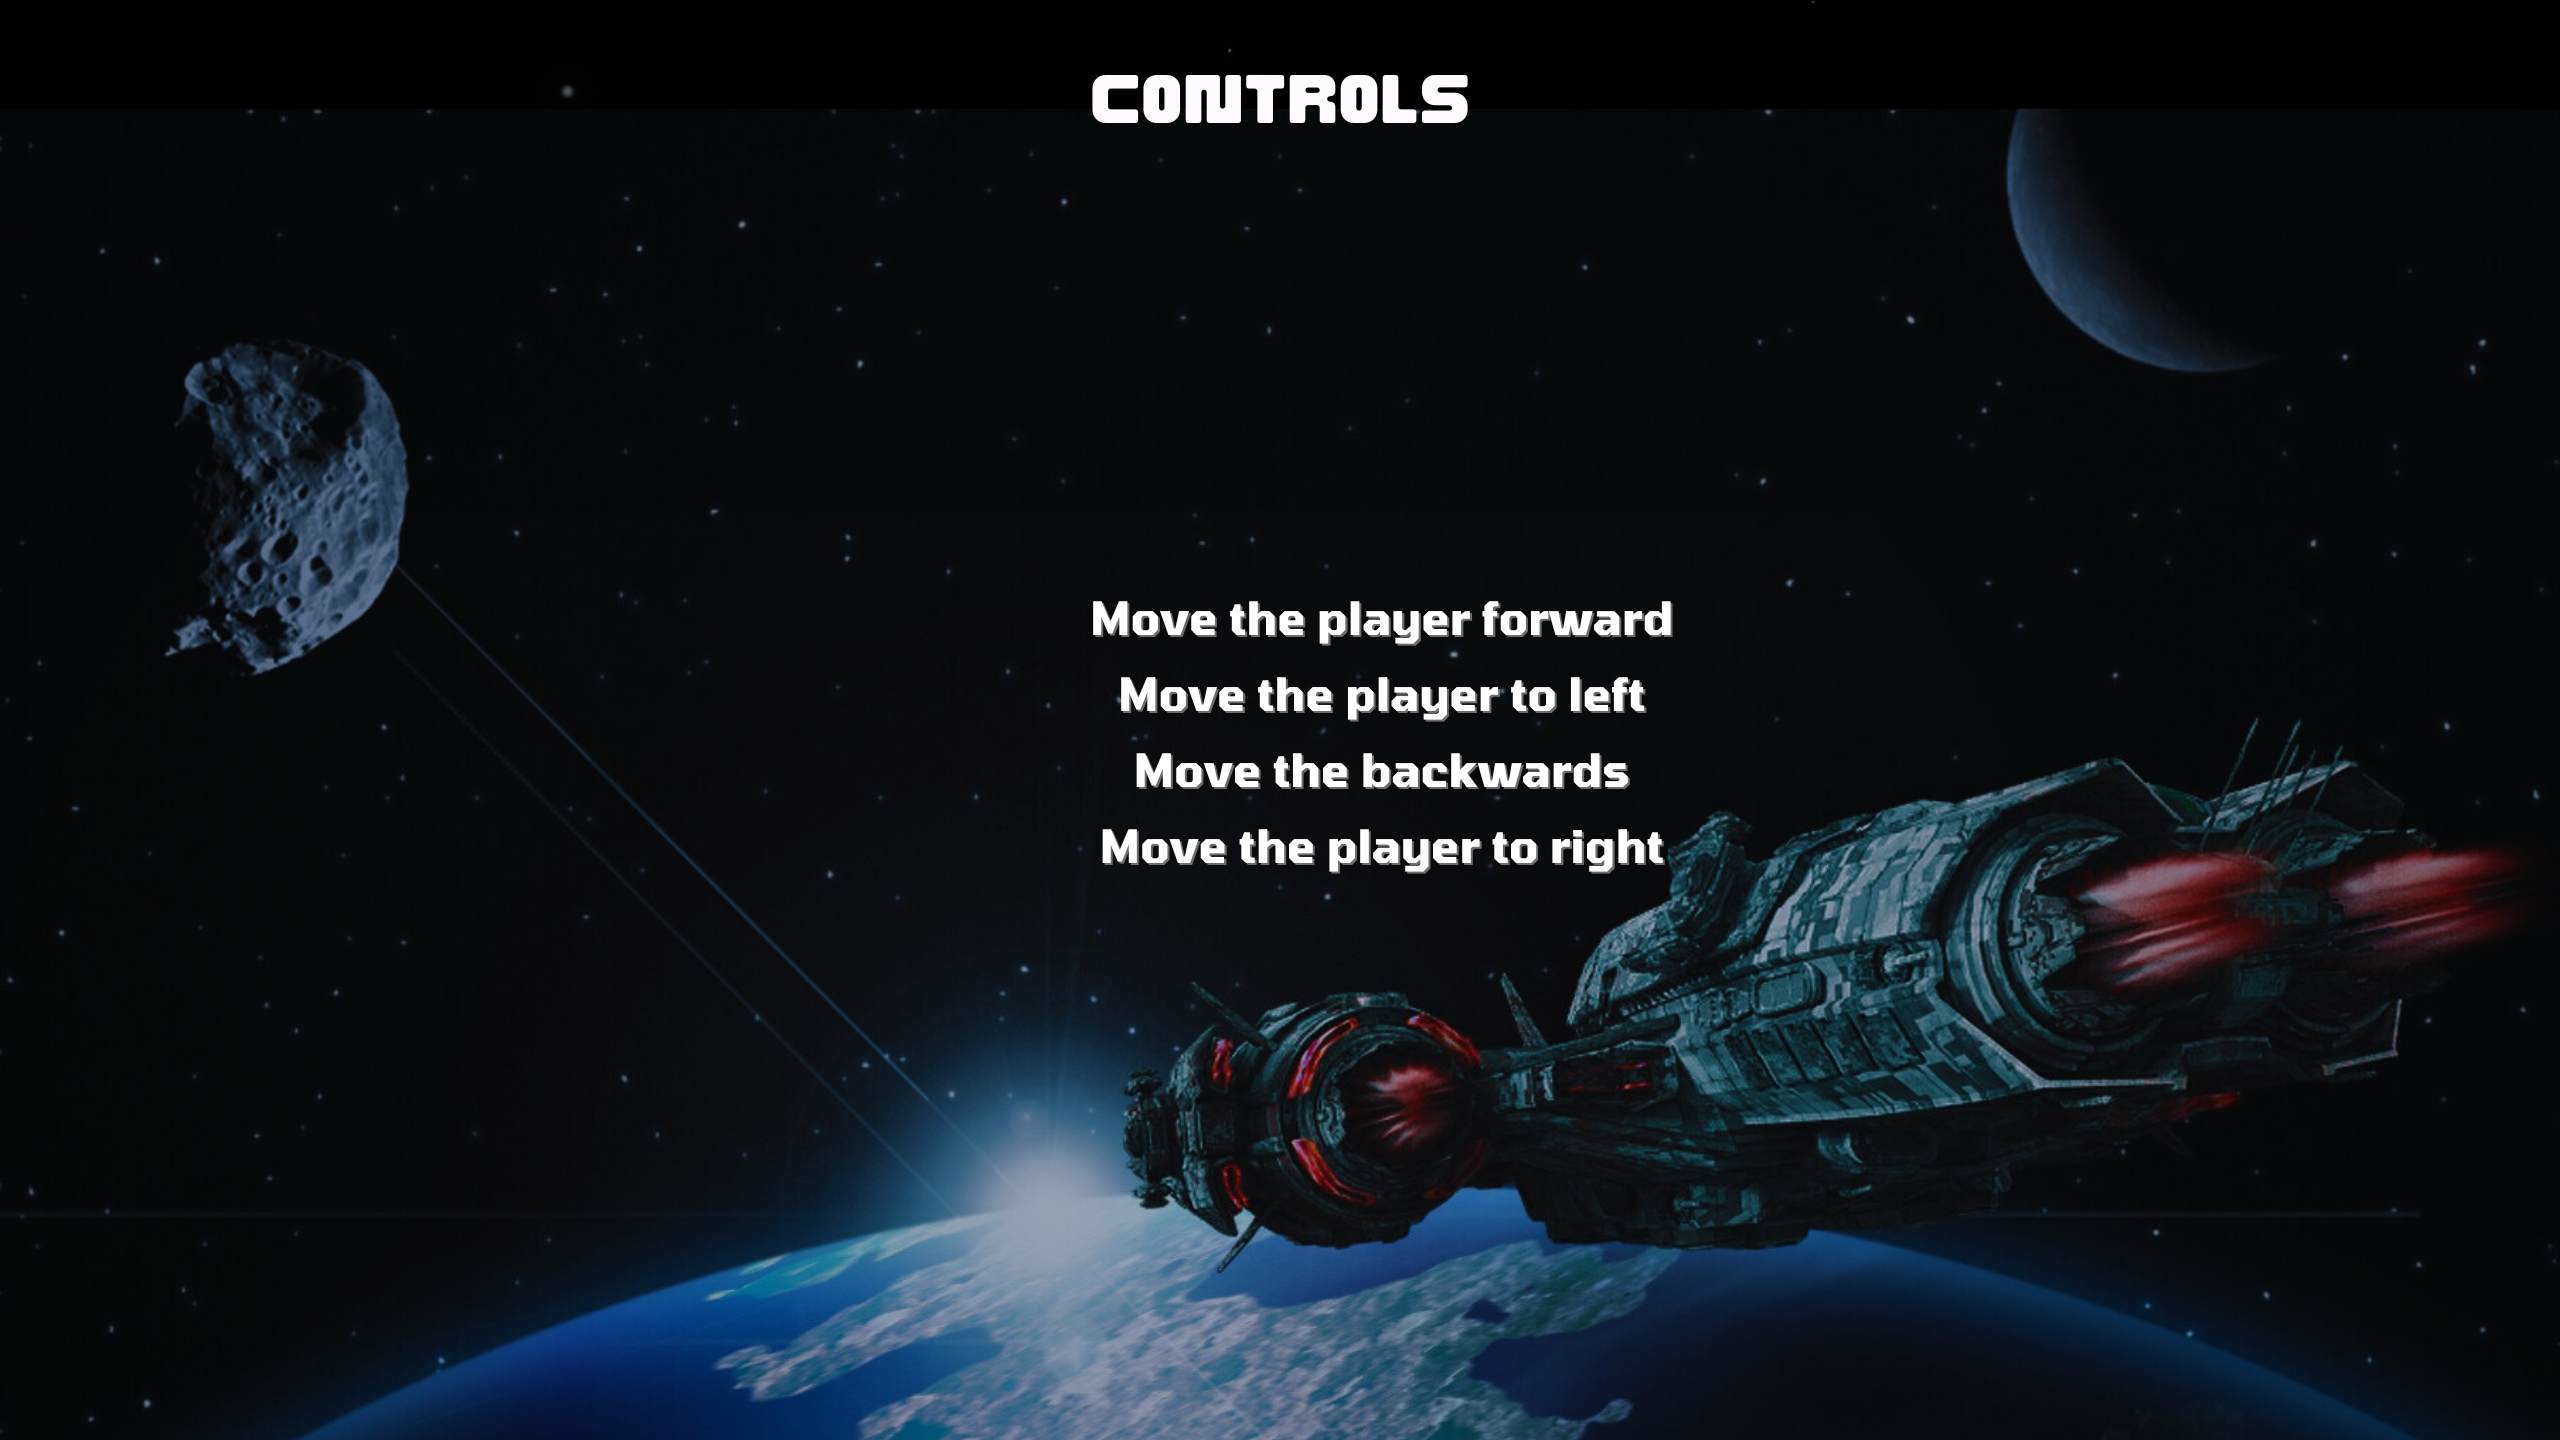 CONTROLS
Move the player forward
Move the player to left
Move the backwards
Move the player to right